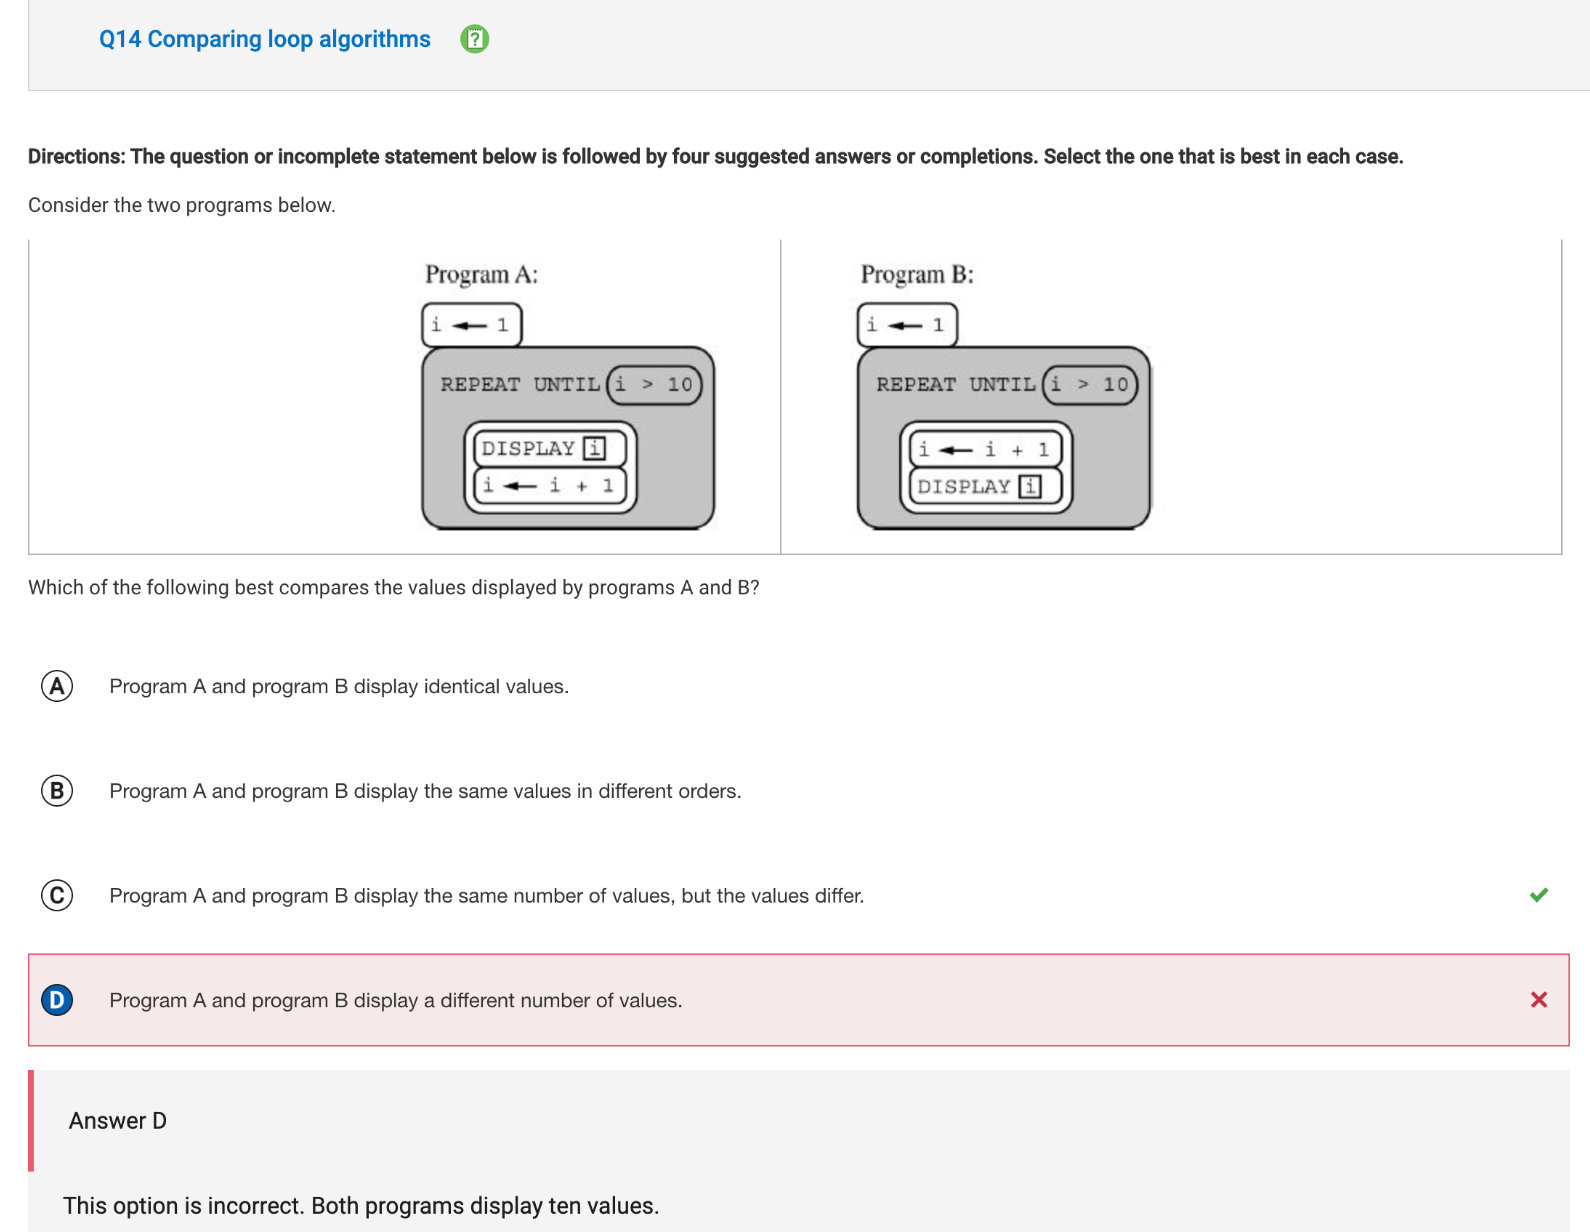 Q14 Comparing loop algorithms ?
Directions: The question or incomplete statement below is followed by four suggested answers or completions. Select the one that is best in each case.
Consider the two programs below.
Program A:
i ← 1
REPEAT UNTIL i > 10
DISPLAY i
i ← i + 1
Program B:
i ← 1
REPEAT UNTIL i > 10
i ← i + 1
DISPLAY i
Which of the following best compares the values displayed by programs A and B?
A Program A and program B display identical values.
B Program A and program B display the same values in different orders.
C Program A and program B display the same number of values, but the values differ.
D Program A and program B display a different number of values.
Answer D
This option is incorrect. Both programs display ten values.